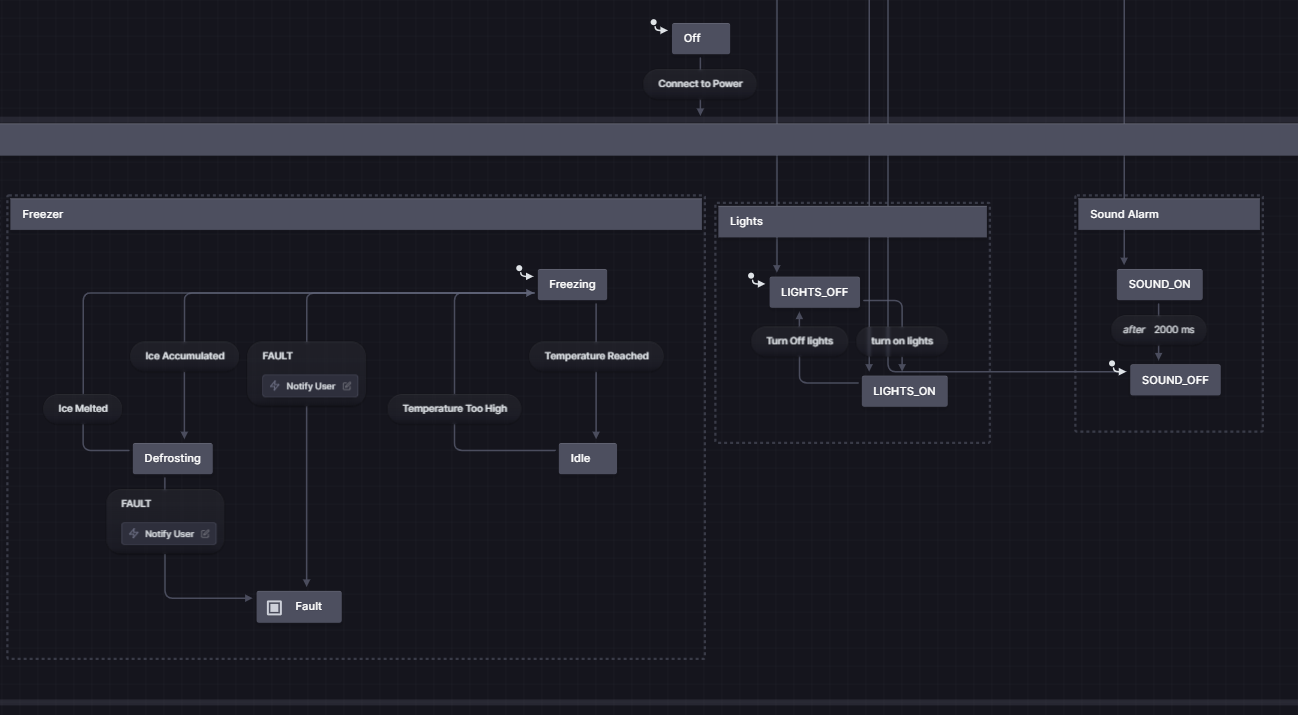 Off
Connect to Power
Freezer
Lights
Sound Alarm
Freezing
LIGHTS_OFF
SOUND_ON
Ice Accumulated
FAULT
Notify User
Temperature Reached
Turn Off lights
turn on lights
after 2000 ms
Ice Melted
Temperature Too High
LIGHTS_ON
SOUND_OFF
Defrosting
Idle
FAULT
Notify User
Fault